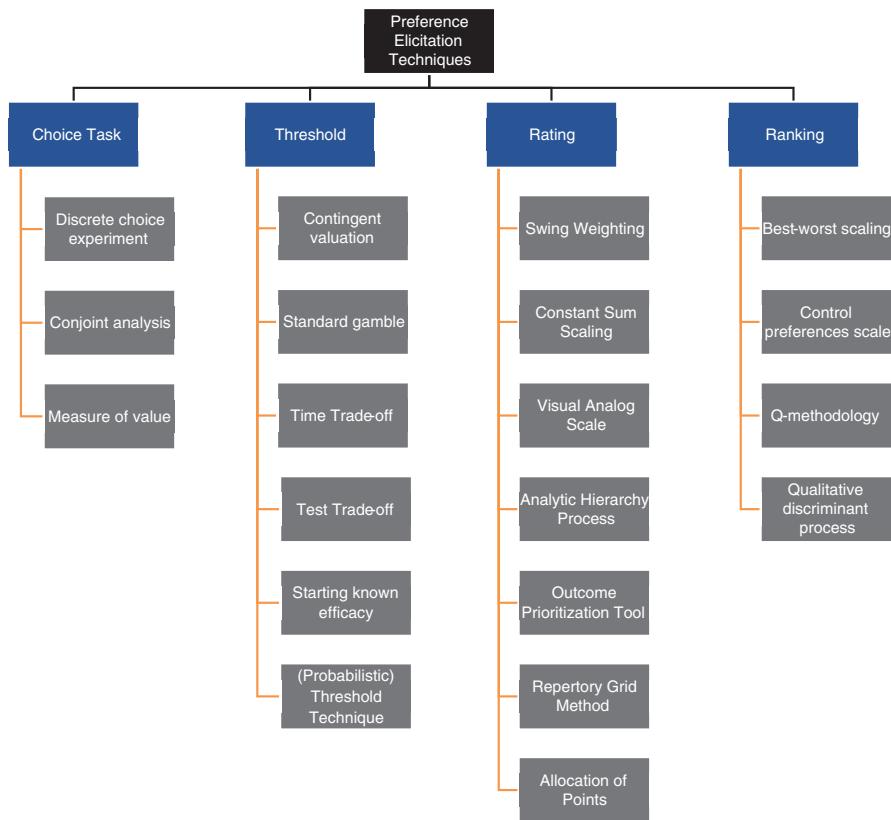 Preference
Elicitation
Techniques
Choice Task
Threshold
Rating
Ranking
Discrete choice
experiment
Conjoint analysis
Measure of value
Contingent
valuation
Standard gamble
Time Trade-off
Test Trade-off
Starting known
efficacy
(Probabilistic)
Threshold
Technique
Swing Weighting
Constant Sum
Scaling
Visual Analog
Scale
Analytic Hierarchy
Process
Outcome
Prioritization Tool
Repertory Grid
Method
Allocation of
Points
Best-worst scaling
Control
preferences scale
Q-methodology
Qualitative
discriminant
process